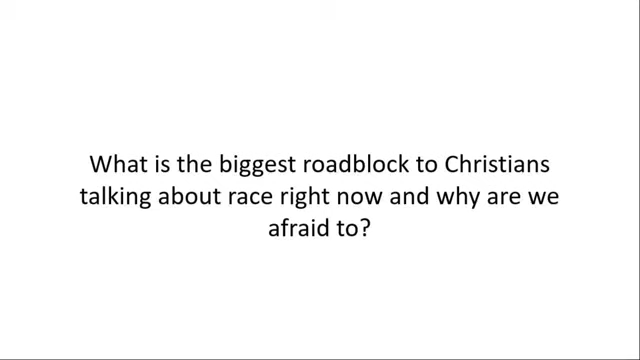 What is the biggest roadblock to Christians
talking about race right now and why are we
afraid to?